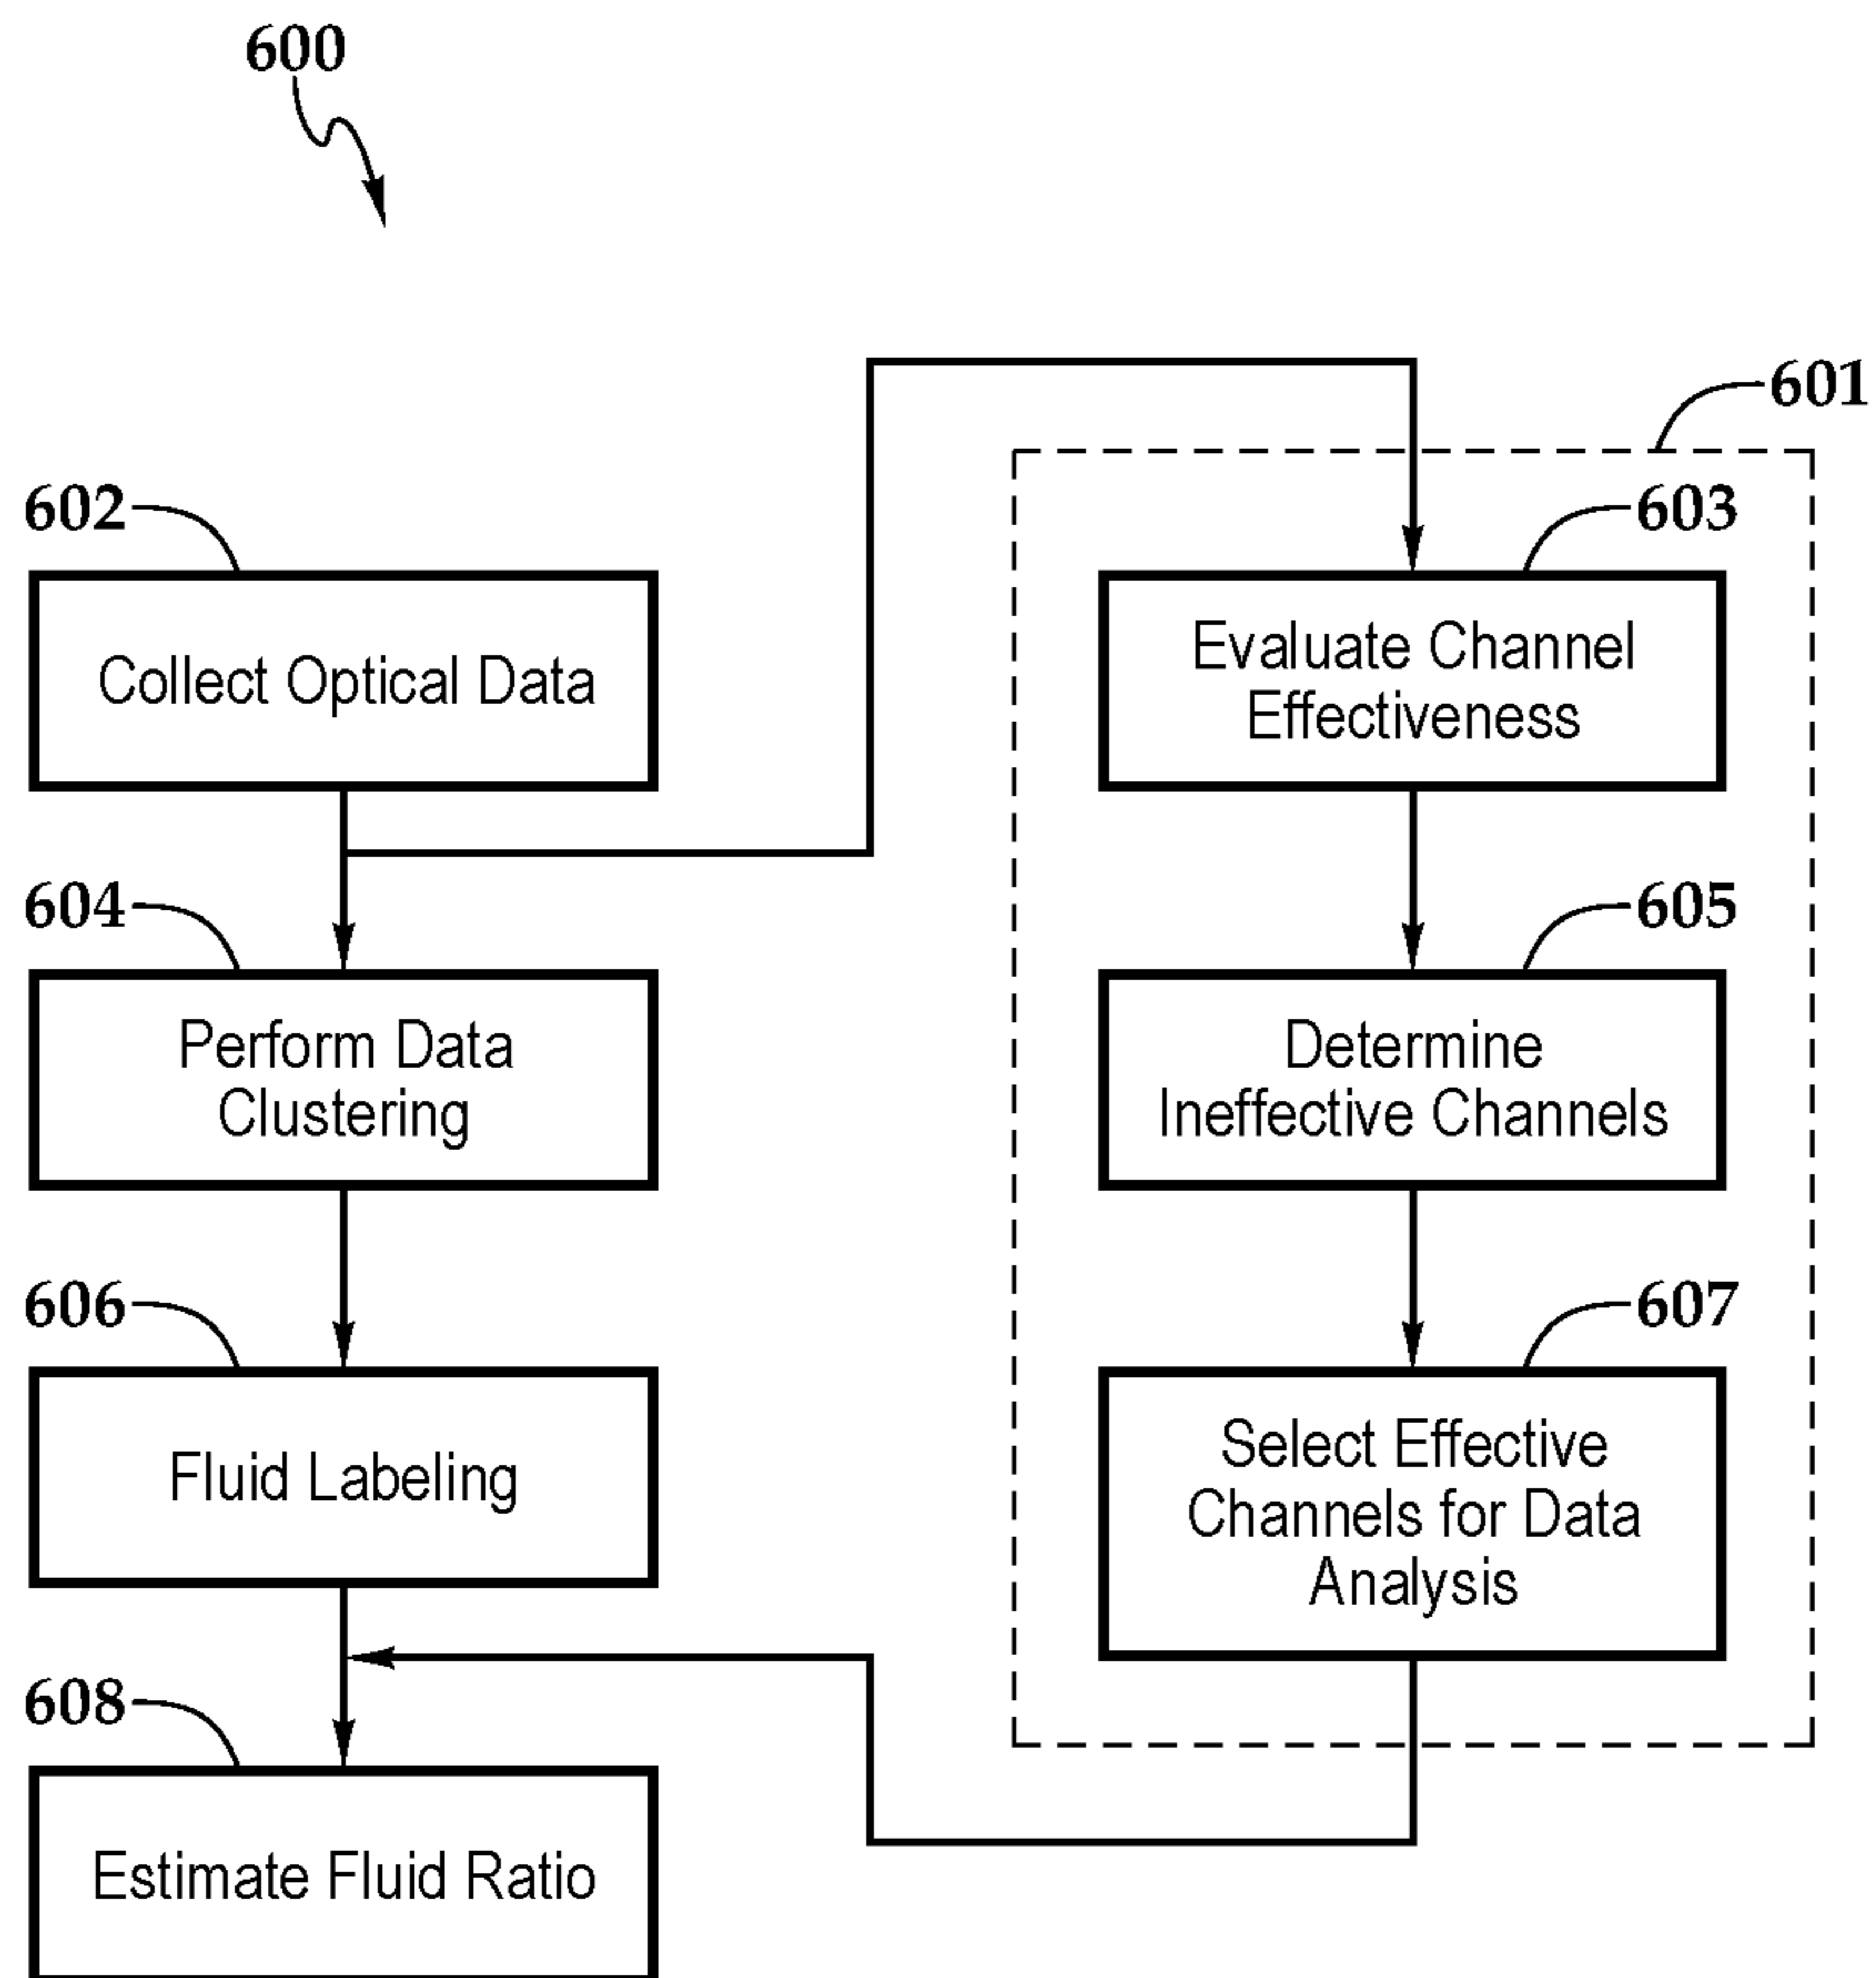 600
601
602
Collect Optical Data
603
Evaluate Channel
Effectiveness
604
Perform Data
Clustering
605
Determine
Ineffective Channels
606
Fluid Labeling
607
Select Effective
Channels for Data
Analysis
608
Estimate Fluid Ratio